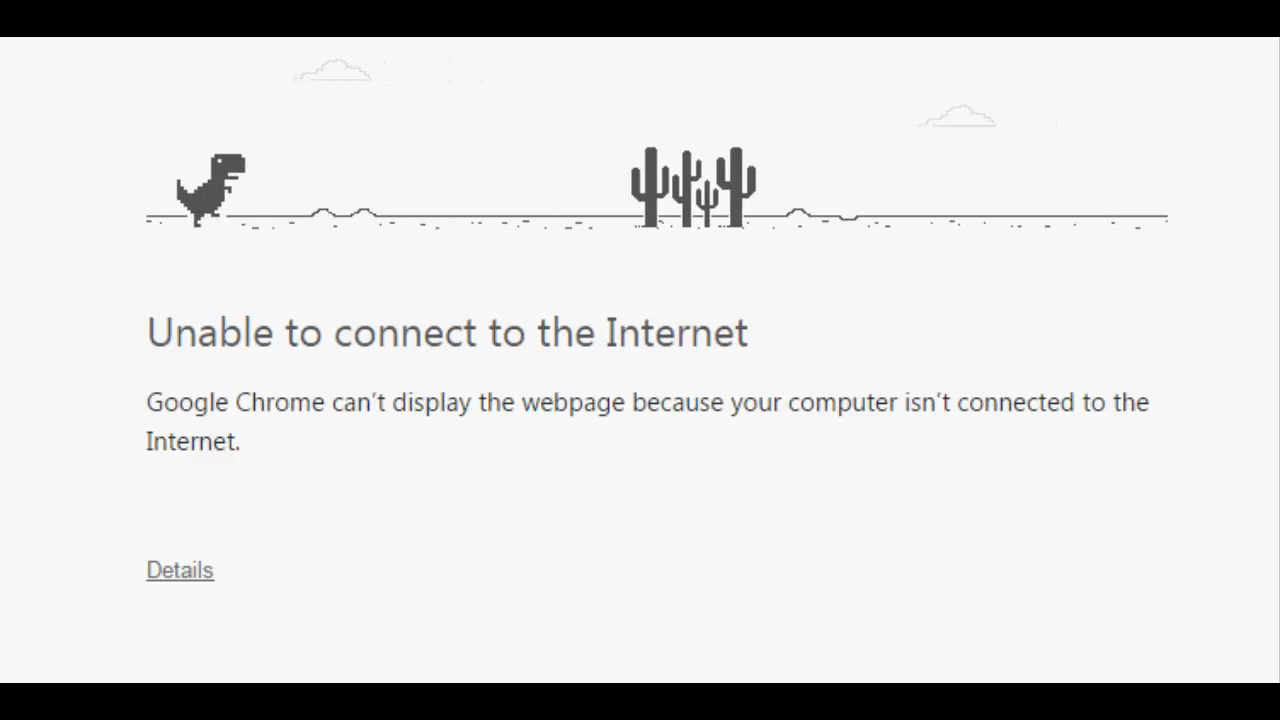 Unable to connect to the Internet
Google Chrome can’t display the webpage because your computer isn’t connected to the
Internet.
Details